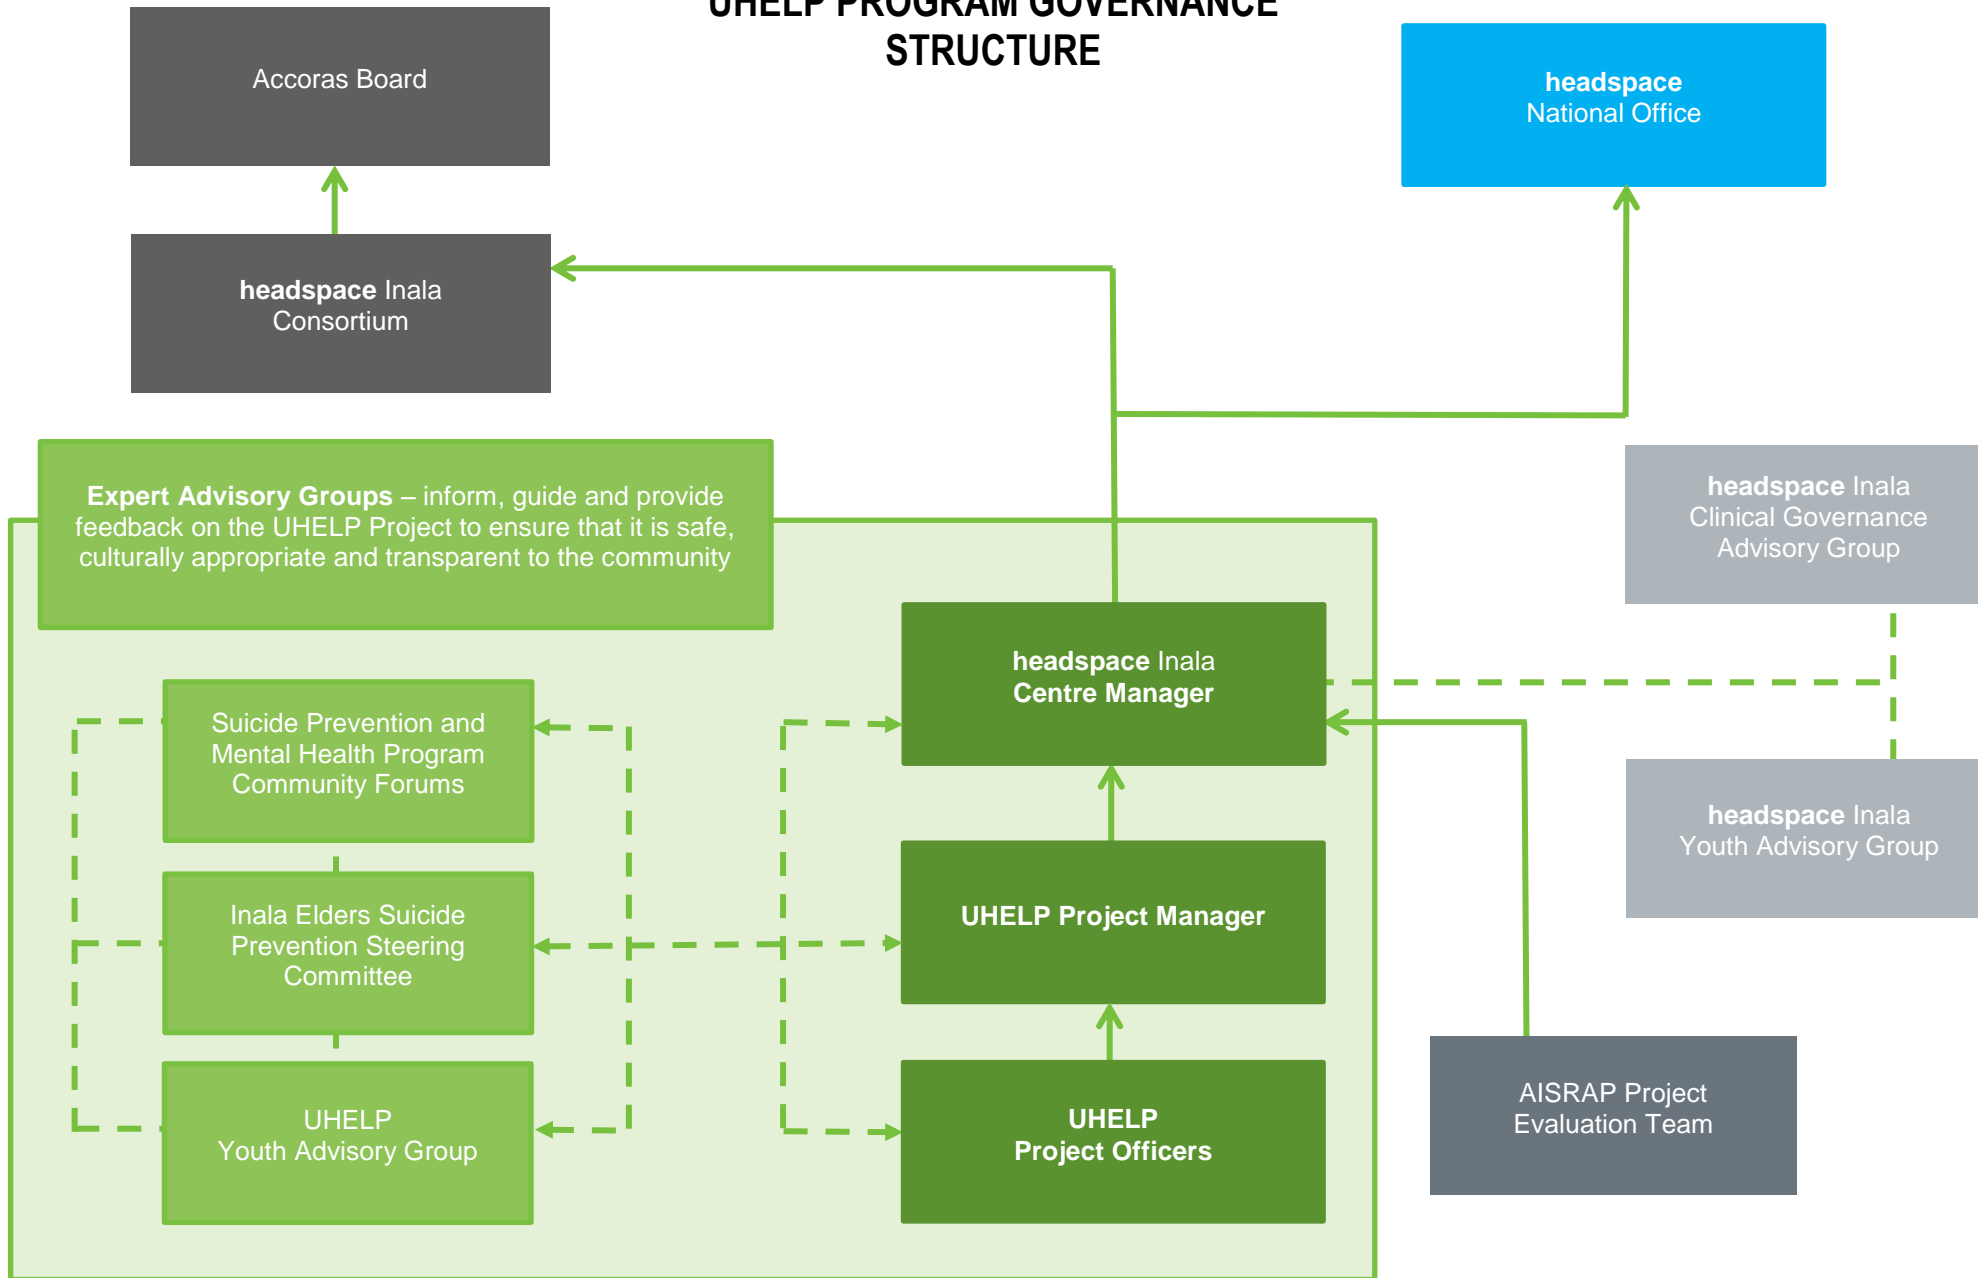 UHELP PROGRAM GOVERNANCE
STRUCTURE
Accoras Board
headspace
National Office
headspace Inala
Consortium
Expert Advisory Groups – inform, guide and provide
feedback on the UHELP Project to ensure that it is safe,
culturally appropriate and transparent to the community
headspace Inala
Clinical Governance
Advisory Group
headspace Inala
Centre Manager
Suicide Prevention and
Mental Health Program
Community Forums
headspace Inala
Youth Advisory Group
UHELP Project Manager
Inala Elders Suicide
Prevention Steering
Committee
UHELP
Youth Advisory Group
UHELP
Project Officers
AISRAP Project
Evaluation Team